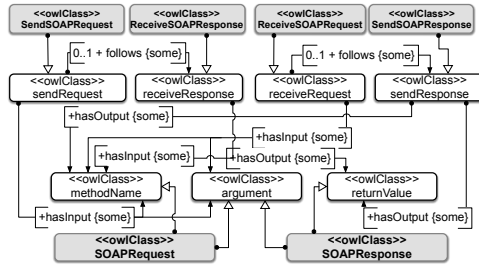 <<owlClass>>
SendSOAPRequest
<<owlClass>>
ReceiveSOAPResponse
<<owlClass>>
ReceiveSOAPRequest
<<owlClass>>
SendSOAPResponse
0..1 + follows {some}
0..1 + follows {some}
<<owlClass>>
sendRequest
<<owlClass>>
receiveResponse
<<owlClass>>
receiveRequest
<<owlClass>>
sendResponse
+hasOutput {some}
+hasInput {some}
+hasInput {some}
+hasOutput {some}
<<owlClass>>
methodName
<<owlClass>>
argument
<<owlClass>>
returnValue
+hasInput {some}
+hasOutput {some}
<<owlClass>>
SOAPRequest
<<owlClass>>
SOAPResponse